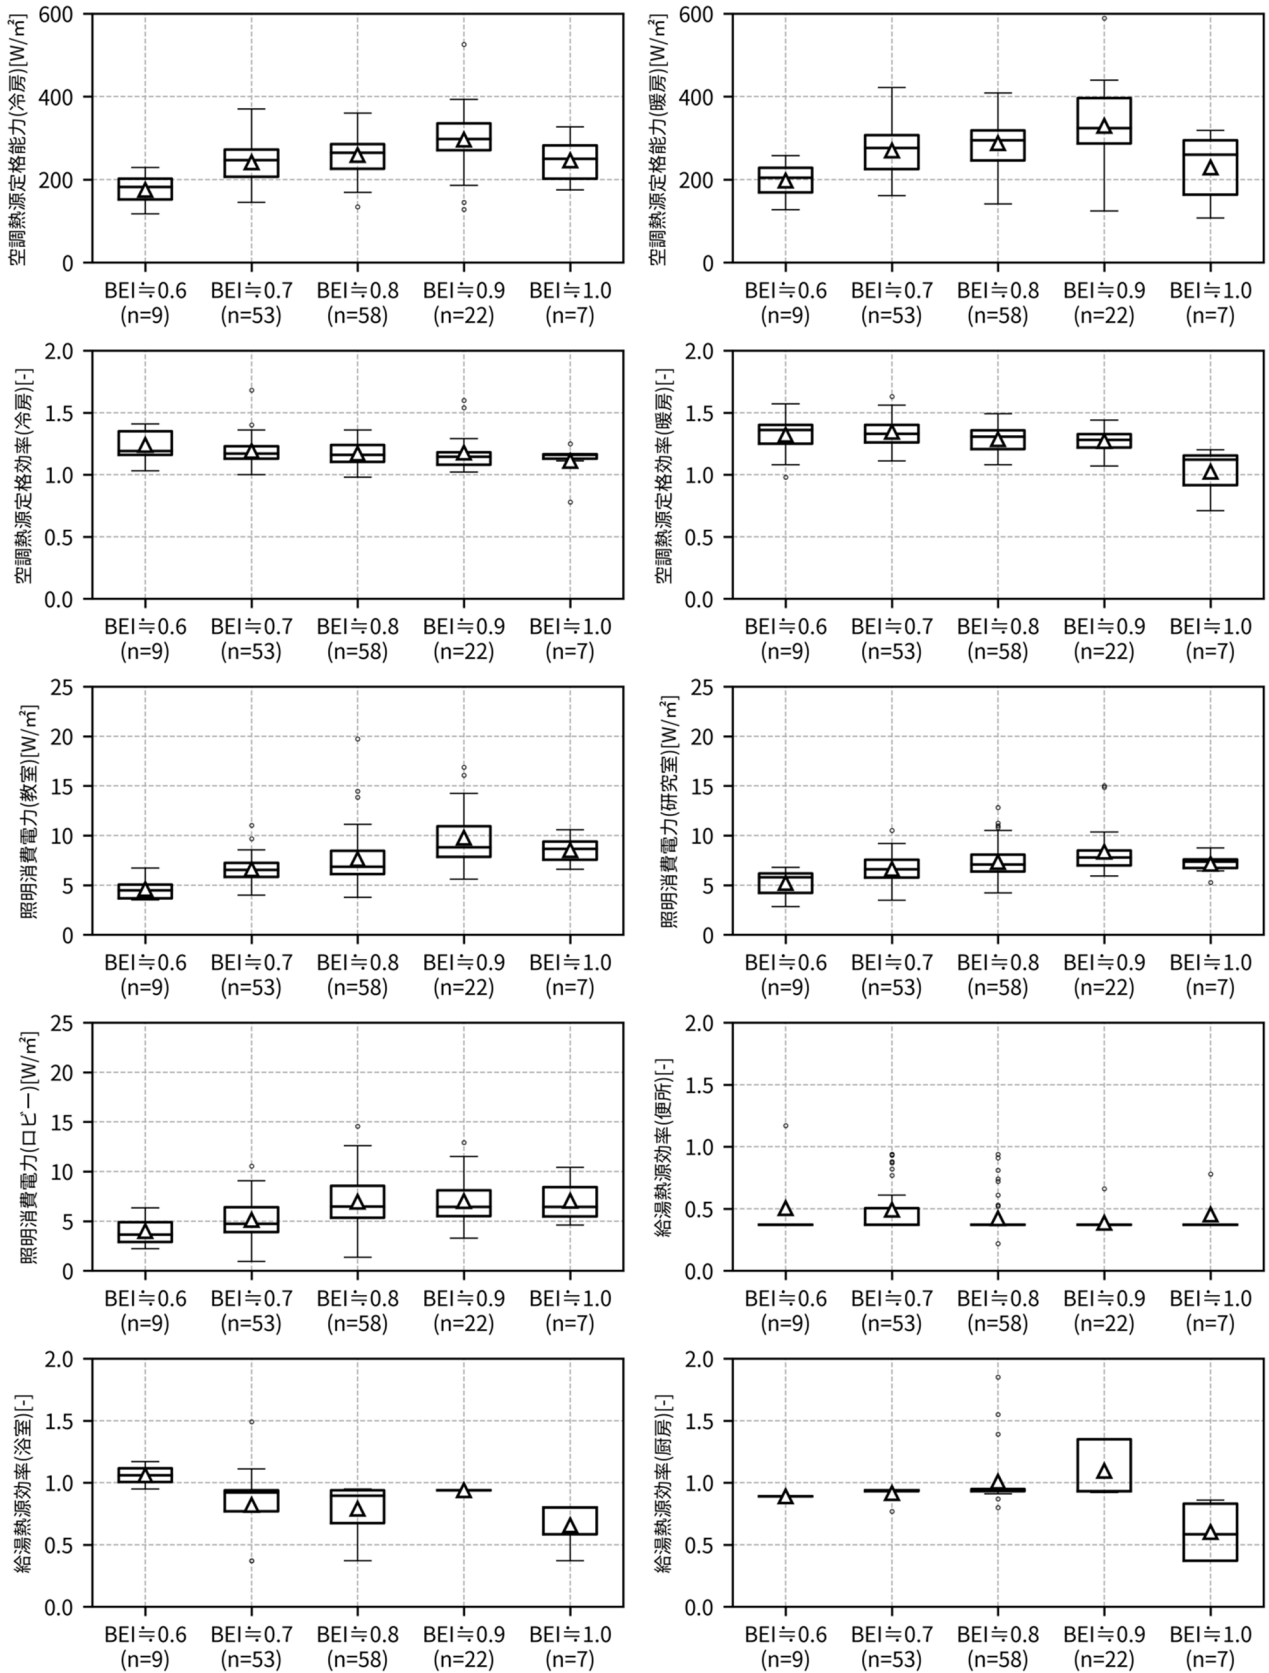 空調熱源定格能力(冷房)[W/㎡]
600
400
200
0
BEI≒0.6 BEI≒0.7 BEI≒0.8 BEI≒0.9 BEI≒1.0
(n=9) (n=53) (n=58) (n=22) (n=7)
空調熱源定格能力(暖房)[W/㎡]
600
400
200
0
BEI≒0.6 BEI≒0.7 BEI≒0.8 BEI≒0.9 BEI≒1.0
(n=9) (n=53) (n=58) (n=22) (n=7)
空調熱源定格効率(冷房)[-]
2.0
1.5
1.0
0.5
0.0
BEI≒0.6 BEI≒0.7 BEI≒0.8 BEI≒0.9 BEI≒1.0
(n=9) (n=53) (n=58) (n=22) (n=7)
空調熱源定格効率(暖房)[-]
2.0
1.5
1.0
0.5
0.0
BEI≒0.6 BEI≒0.7 BEI≒0.8 BEI≒0.9 BEI≒1.0
(n=9) (n=53) (n=58) (n=22) (n=7)
照明消費電力(教室)[W/㎡]
25
20
15
10
5
0
BEI≒0.6 BEI≒0.7 BEI≒0.8 BEI≒0.9 BEI≒1.0
(n=9) (n=53) (n=58) (n=22) (n=7)
照明消費電力(研究室)[W/㎡]
25
20
15
10
5
0
BEI≒0.6 BEI≒0.7 BEI≒0.8 BEI≒0.9 BEI≒1.0
(n=9) (n=53) (n=58) (n=22) (n=7)
照明消費電力(ロビー)[W/㎡]
25
20
15
10
5
0
BEI≒0.6 BEI≒0.7 BEI≒0.8 BEI≒0.9 BEI≒1.0
(n=9) (n=53) (n=58) (n=22) (n=7)
給湯熱源効率(便所)[-]
2.0
1.5
1.0
0.5
0.0
BEI≒0.6 BEI≒0.7 BEI≒0.8 BEI≒0.9 BEI≒1.0
(n=9) (n=53) (n=58) (n=22) (n=7)
給湯熱源効率(浴室)[-]
2.0
1.5
1.0
0.5
0.0
BEI≒0.6 BEI≒0.7 BEI≒0.8 BEI≒0.9 BEI≒1.0
(n=9) (n=53) (n=58) (n=22) (n=7)
給湯熱源効率(厨房)[-]
2.0
1.5
1.0
0.5
0.0
BEI≒0.6 BEI≒0.7 BEI≒0.8 BEI≒0.9 BEI≒1.0
(n=9) (n=53) (n=58) (n=22) (n=7)